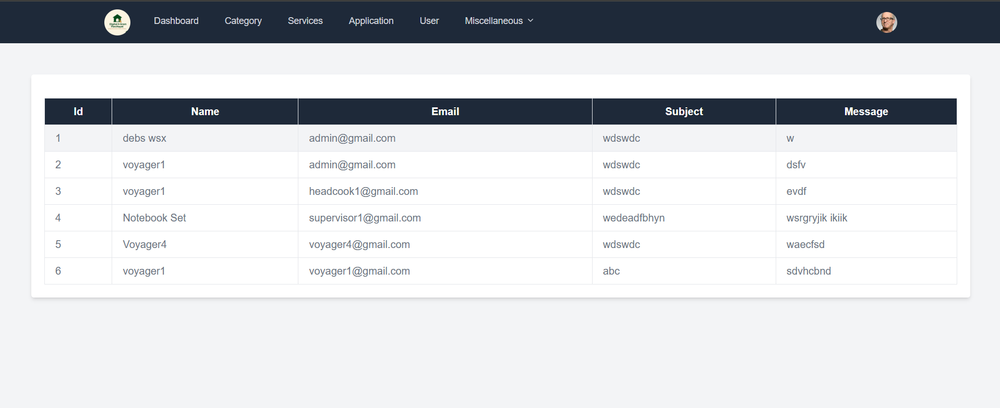 Digital E-Gram
Panchayat
Dashboard Category Services Application User Miscellaneous
Id Name Email Subject Message
1 debs wsx admin@gmail.com wdswdc w
2 voyager1 admin@gmail.com wdswdc dsfv
3 voyager1 headcook1@gmail.com wdswdc evdf
4 Notebook Set supervisor1@gmail.com wedeadfbhyn wsrgryjik ikiik
5 Voyager4 voyager4@gmail.com wdswdc waecfsd
6 voyager1 voyager1@gmail.com abc sdvhcbnd